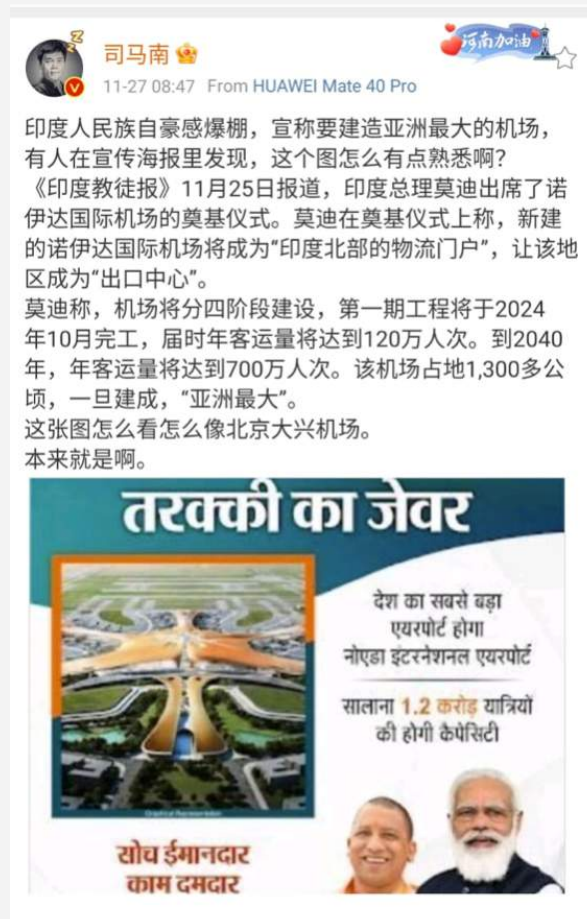 司马南
河南加油
11-27 08:47 From HUAWEI Mate 40 Pro
印度人民族自豪感爆棚，宣称要建造亚洲最大的机场，
有人在宣传海报里发现，这个图怎么有点熟悉啊？
《印度教徒报》11月25日报道，印度总理莫迪出席了诺
伊达国际机场的奠基仪式。莫迪在奠基仪式上称，新建
的诺伊达国际机场将成为“印度北部的物流门户”，让该地
区成为“出口中心”。
莫迪称，机场将分四阶段建设，第一期工程将于2024
年10月完工，届时年客运量将达到120万人次。到2040
年，年客运量将达到700万人次。该机场占地1,300多公
顷，一旦建成，“亚洲最大”。
这张图怎么看怎么像北京大兴机场。
本来就是啊。
तरक्की का जेवर
देश का सबसे बड़ा
एयरपोर्ट होगा
नोएडा इंटरनेशनल एयरपोर्ट
सालाना 1.2 करोड़ यात्रियों
की होगी कैपेसिटी
Graphical Representation
सोच ईमानदार
काम दमदार